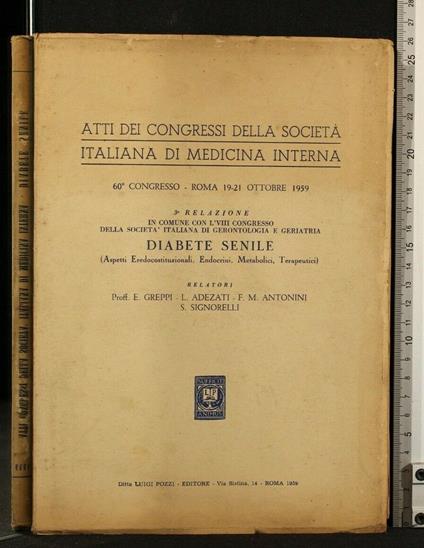 ATTI DEI CONGRESSI DELLA SOCIETÀ
ITALIANA DI MEDICINA INTERNA
60° CONGRESSO - ROMA 19-21 OTTOBRE 1959
3ª RELAZIONE
IN COMUNE CON L'VIII CONGRESSO
DELLA SOCIETA' ITALIANA DI GERONTOLOGIA E GERIATRIA
DIABETE SENILE
(Aspetti Eredocostituzionali, Endocrini, Metabolici, Terapeutici)
RELATORI
Proff. E. GREPPI - L. ADEZATI - F. M. ANTONINI
S. SIGNORELLI
LP
ANIMUS
Ditta LUIGI POZZI - EDITORE - Via Sistina, 14 - ROMA 1959